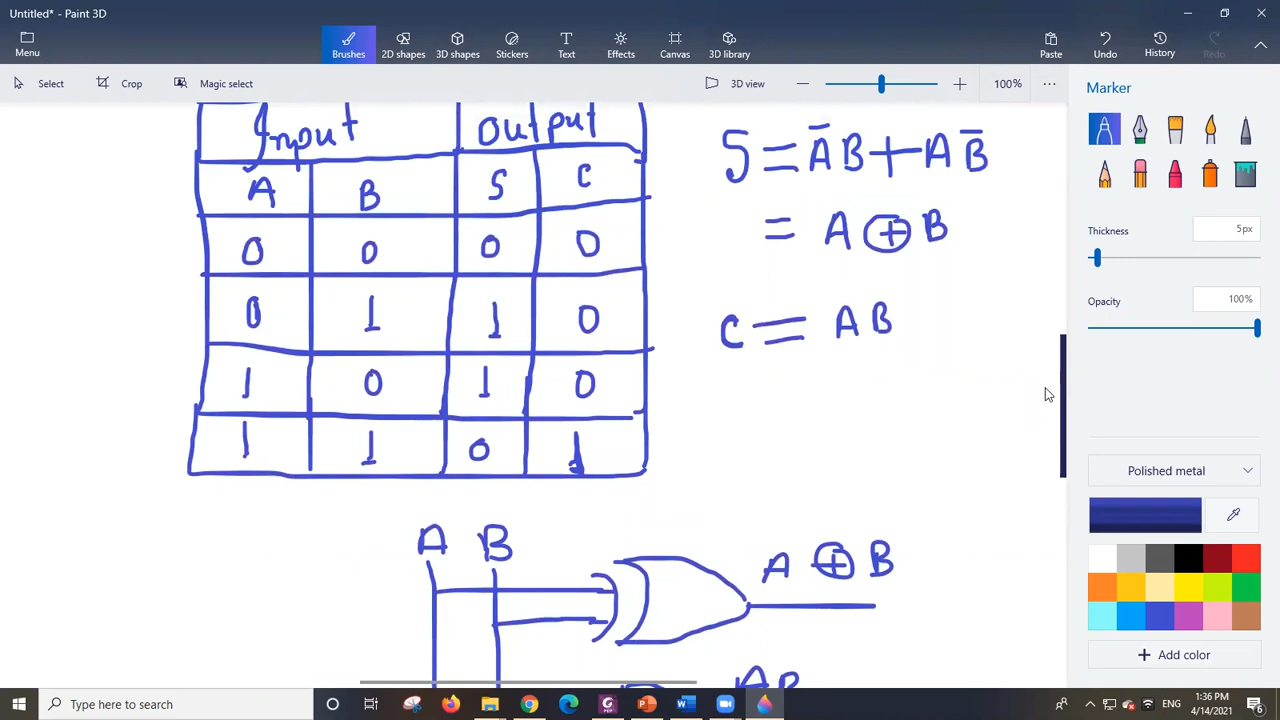 Untitled* - Paint 3D
Menu
Brushes
2D shapes
3D shapes
Stickers
Text
Effects
Canvas
3D library
Paste
Undo
History
Redo
Select
Crop
Magic select
3D view
100%
Marker
Thickness
5px
Opacity
100%
Polished metal
Add color
Input Output
A B S C
0 0 0 0
0 1 1 0
1 0 1 0
1 1 0 1
S = A̅ B + A B̅
= A ⊕ B
C = A B
A B
A ⊕ B
AB
Type here to search
1:36 PM
4/14/2021
6